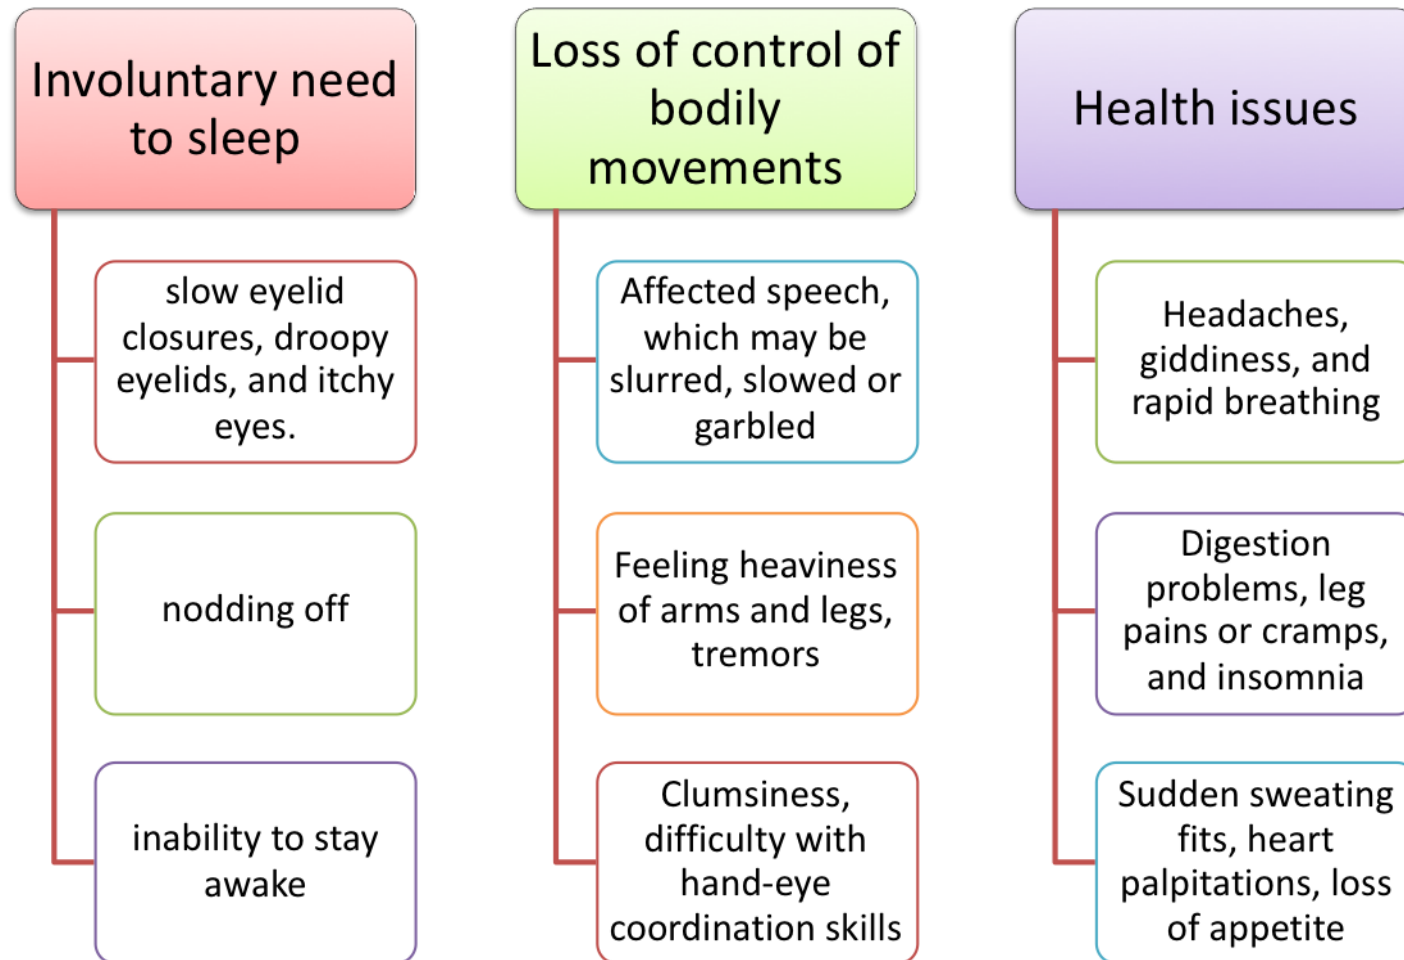 Involuntary need
to sleep
slow eyelid
closures, droopy
eyelids, and itchy
eyes.
nodding off
inability to stay
awake
Loss of control of
bodily
movements
Affected speech,
which may be
slurred, slowed or
garbled
Feeling heaviness
of arms and legs,
tremors
Clumsiness,
difficulty with
hand-eye
coordination skills
Health issues
Headaches,
giddiness, and
rapid breathing
Digestion
problems, leg
pains or cramps,
and insomnia
Sudden sweating
fits, heart
palpitations, loss
of appetite